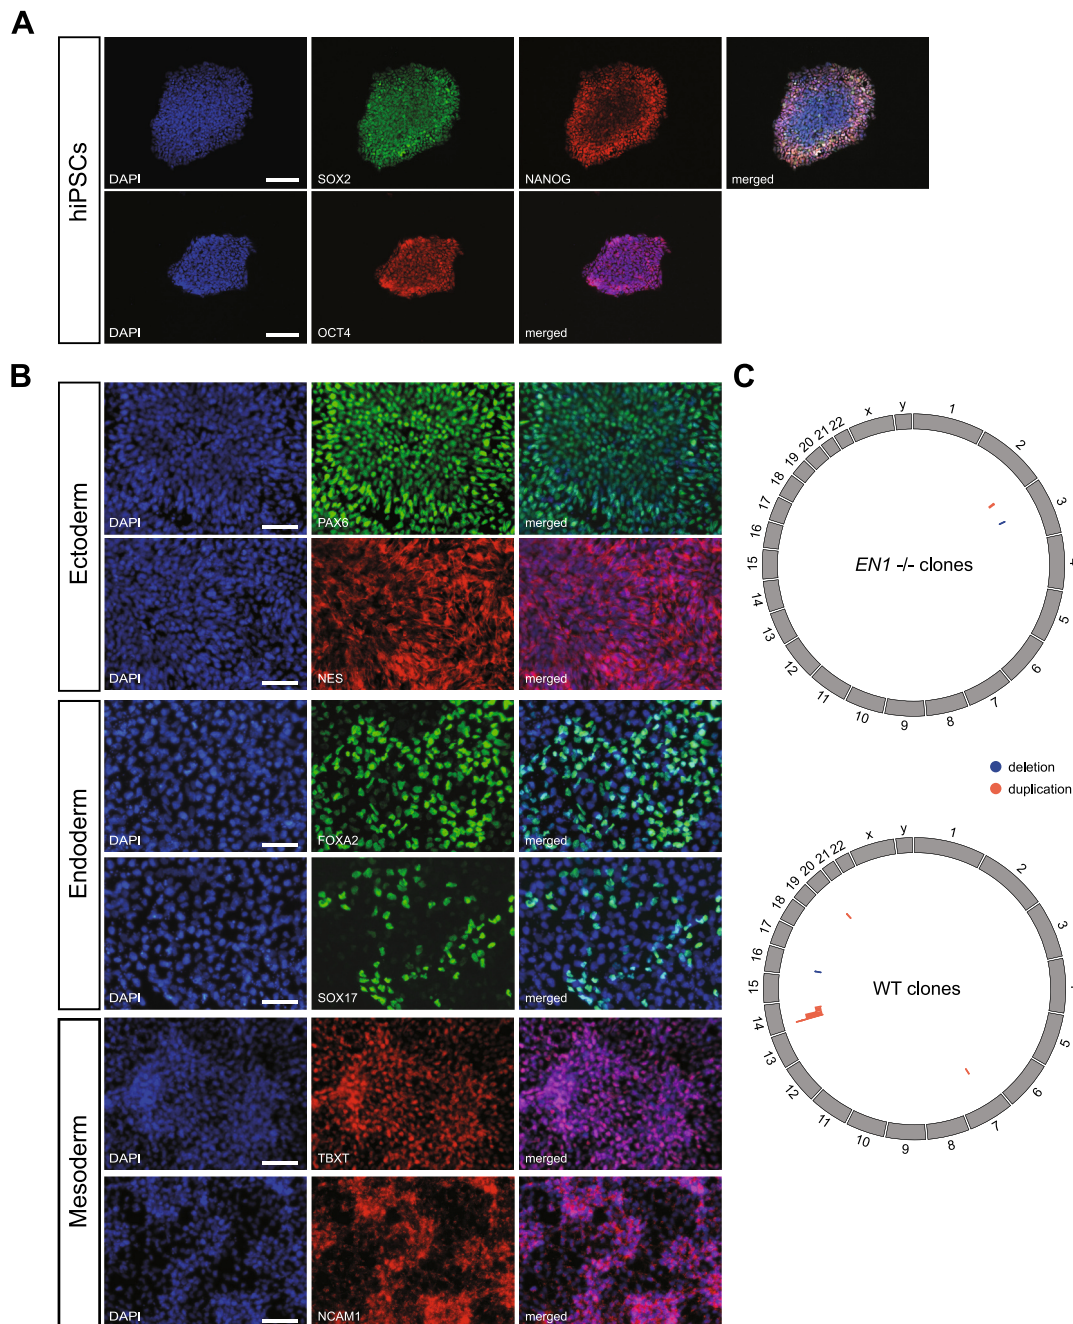 A
hiPSCs
DAPI
SOX2
NANOG
merged
DAPI
OCT4
merged
B
Ectoderm
DAPI
PAX6
merged
DAPI
NES
merged
Endoderm
DAPI
FOXA2
merged
DAPI
SOX17
merged
Mesoderm
DAPI
TBXT
merged
DAPI
NCAM1
merged
C
1
2
3
5
6
7
8
9
10
11
12
13
14
15
16
17
18
19
20
21
22
x
y
EN1 -/- clones
deletion
duplication
1
2
3
5
6
7
8
9
10
11
12
13
14
15
16
17
18
19
20
21
22
x
y
WT clones